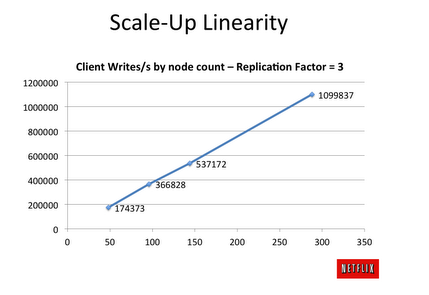 Scale-Up Linearity
Client Writes/s by node count – Replication Factor = 3
1200000
1000000
800000
600000
400000
200000
0
1099837
537172
366828
174373
0 50 100 150 200 250 300 350
NETFLIX